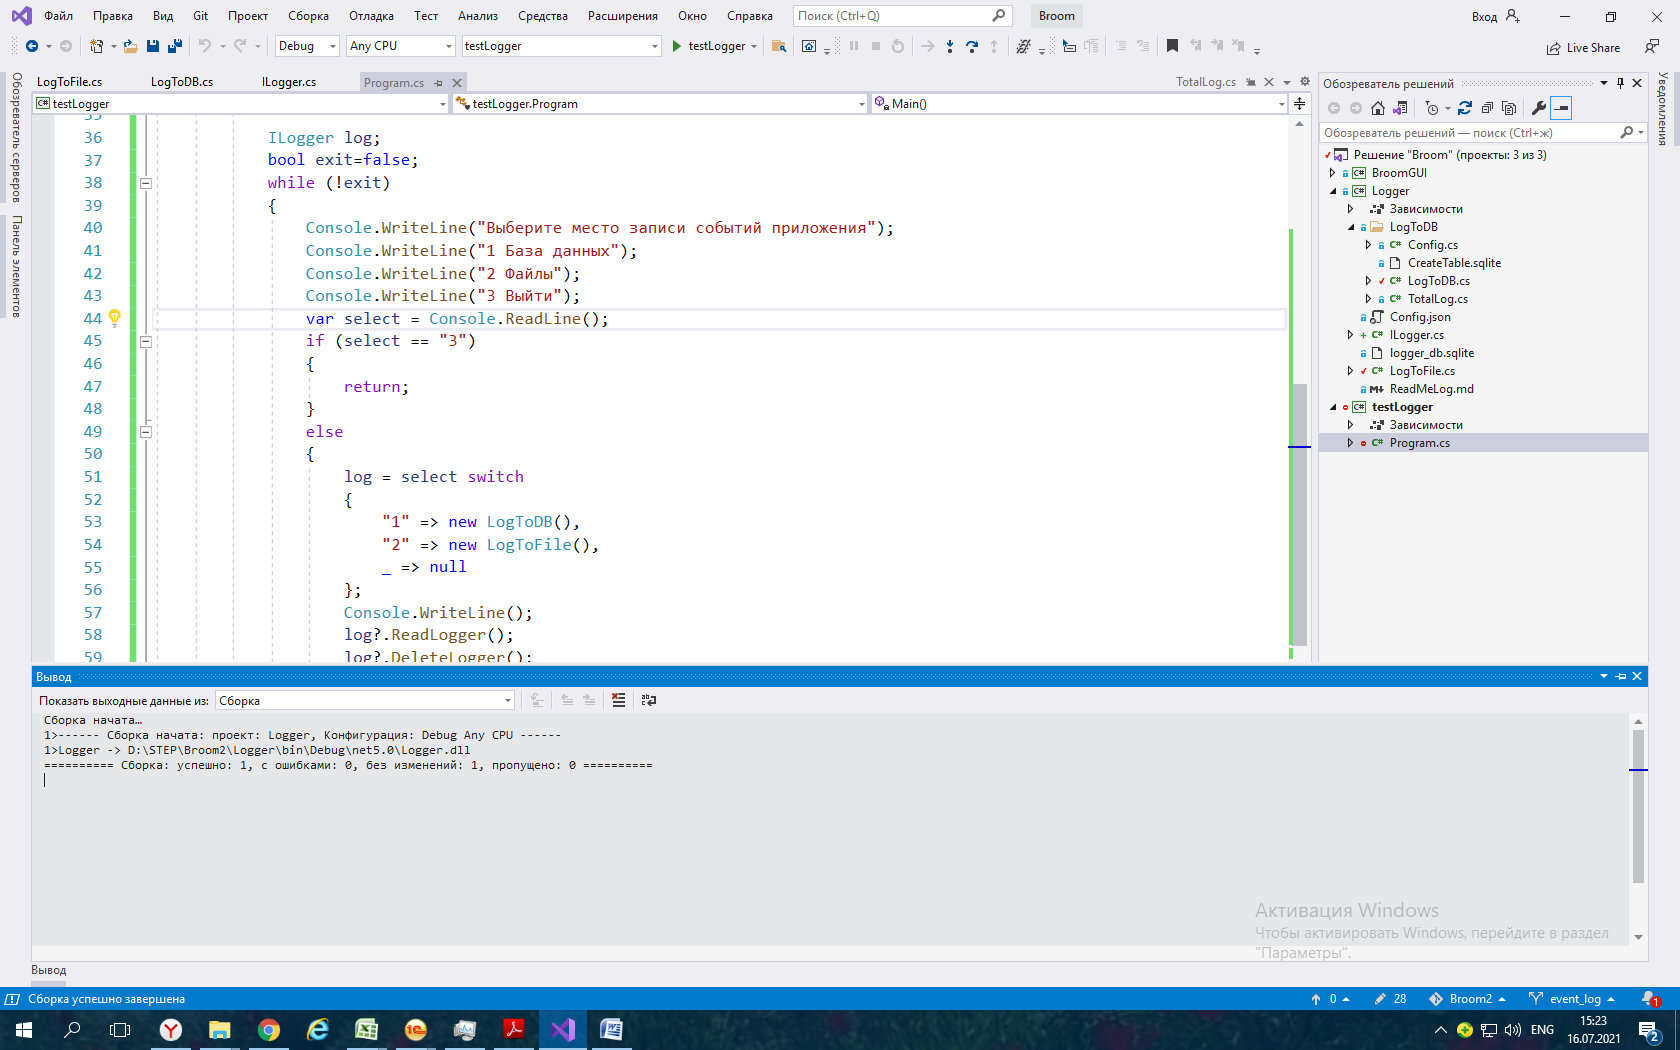 Файл Правка Вид Git Проект Сборка Отладка Тест Анализ Средства Расширения Окно Справка Поиск (Ctrl+Q) Broom Вход
Debug Any CPU testLogger testLogger Live Share
LogToFile.cs LogToDB.cs ILogger.cs Program.cs TotalLog.cs
testLogger testLogger.Program Main()
Обозреватель серверов
Панель элементов
35
36 ILogger log;
37 bool exit=false;
38 while (!exit)
39 {
40 Console.WriteLine("Выберите место записи событий приложения");
41 Console.WriteLine("1 База данных");
42 Console.WriteLine("2 Файлы");
43 Console.WriteLine("3 Выйти");
44 var select = Console.ReadLine();
45 if (select == "3")
46 {
47 return;
48 }
49 else
50 {
51 log = select switch
52 {
53 "1" => new LogToDB(),
54 "2" => new LogToFile(),
55 _ => null
56 };
57 Console.WriteLine();
58 log?.ReadLogger();
59 log?.DeleteLogger();
Обозреватель решений
Обозреватель решений — поиск (Ctrl+ж)
Решение "Broom" (проекты: 3 из 3)
BroomGUI
Logger
Зависимости
LogToDB
Config.cs
CreateTable.sqlite
LogToDB.cs
TotalLog.cs
Config.json
ILogger.cs
logger_db.sqlite
LogToFile.cs
ReadMeLog.md
testLogger
Зависимости
Program.cs
Уведомления
Вывод
Показать выходные данные из: Сборка
Сборка начата…
1>------ Сборка начата: проект: Logger, Конфигурация: Debug Any CPU ------
1>Logger -> D:\STEP\Broom2\Logger\bin\Debug\net5.0\Logger.dll
========== Сборка: успешно: 1, с ошибками: 0, без изменений: 1, пропущено: 0 ==========
Активация Windows
Чтобы активировать Windows, перейдите в раздел
"Параметры".
Вывод
Сборка успешно завершена 0 28 Broom2 event_log 1
ENG 15:23
16.07.2021 2